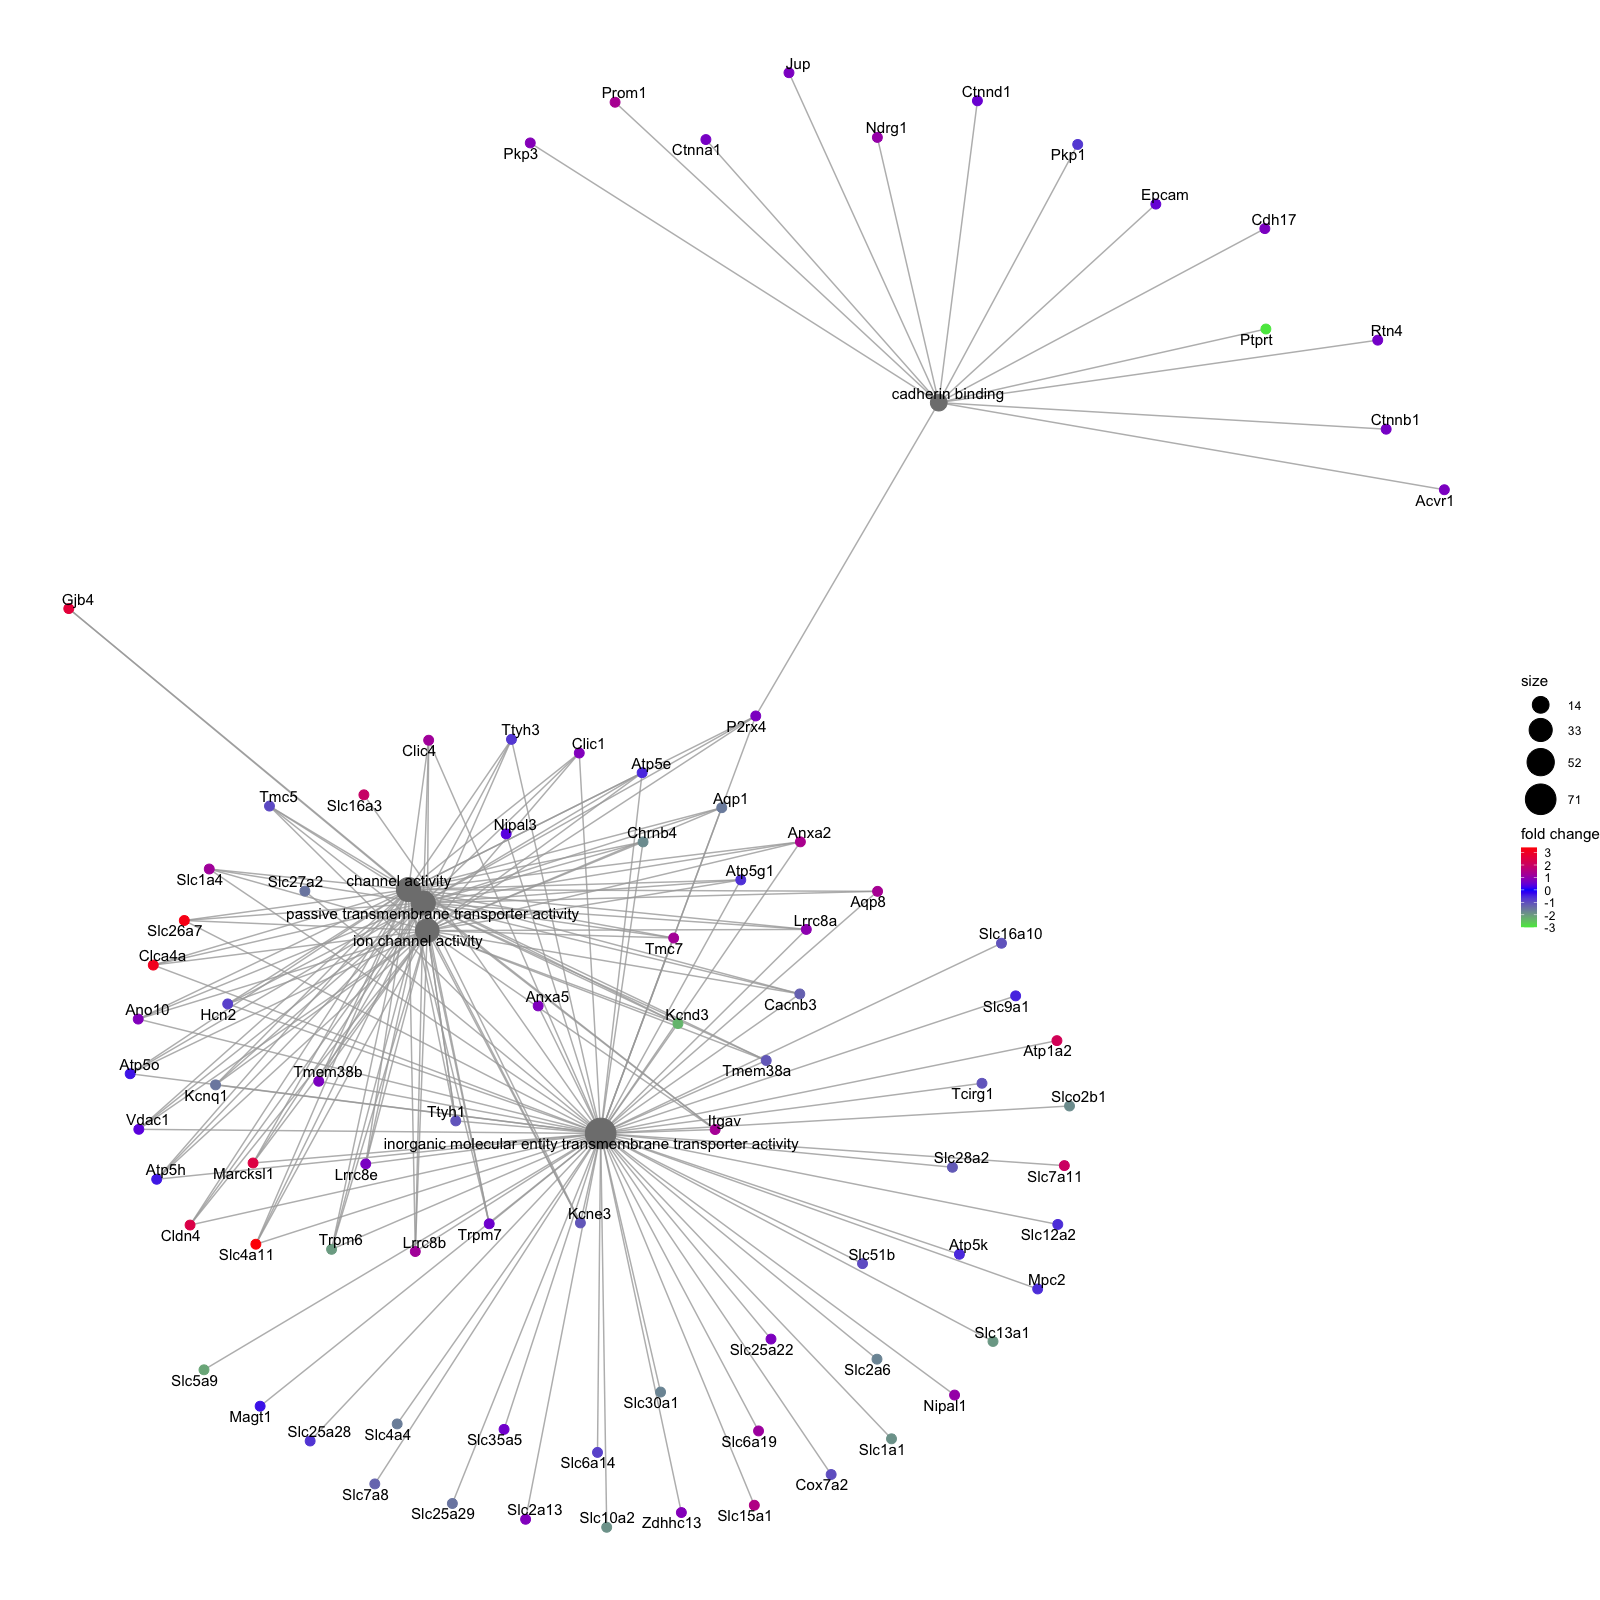 Jup
Prom1
Ctnnd1
Ndrg1
Pkp3
Ctnna1
Pkp1
Epcam
Cdh17
Ptprt
Rtn4
cadherin binding
Ctnnb1
Acvr1
Gjb4
P2rx4
Ttyh3
Clic4
Clic1
Atp5e
Tmc5
Slc16a3
Aqp1
Nipal3
Chrnb4
Anxa2
Slc1a4
Slc27a2
channel activity
Atp5g1
Aqp8
passive transmembrane transporter activity
Lrrc8a
Slc26a7
ion channel activity
Tmc7
Slc16a10
Clca4a
Anxa5
Cacnb3
Slc9a1
Ano10
Hcn2
Kcnd3
Atp1a2
Atp5o
Tmem38b
Tmem38a
Kcnq1
Tcirg1
Slco2b1
Vdac1
Ttyh1
Itgav
inorganic molecular entity transmembrane transporter activity
Atp5h
Marcksl1
Lrrc8e
Slc28a2
Slc7a11
Cldn4
Slc4a11
Trpm6
Lrrc8b
Trpm7
Kcne3
Slc12a2
Slc51b
Atp5k
Mpc2
Slc13a1
Slc25a22
Slc2a6
Slc5a9
Magt1
Slc30a1
Nipal1
Slc25a28
Slc4a4
Slc35a5
Slc6a14
Slc6a19
Slc1a1
Slc7a8
Slc25a29
Slc2a13
Slc10a2
Zdhhc13
Slc15a1
Cox7a2
size
14
33
52
71
fold change
3
2
1
0
-1
-2
-3